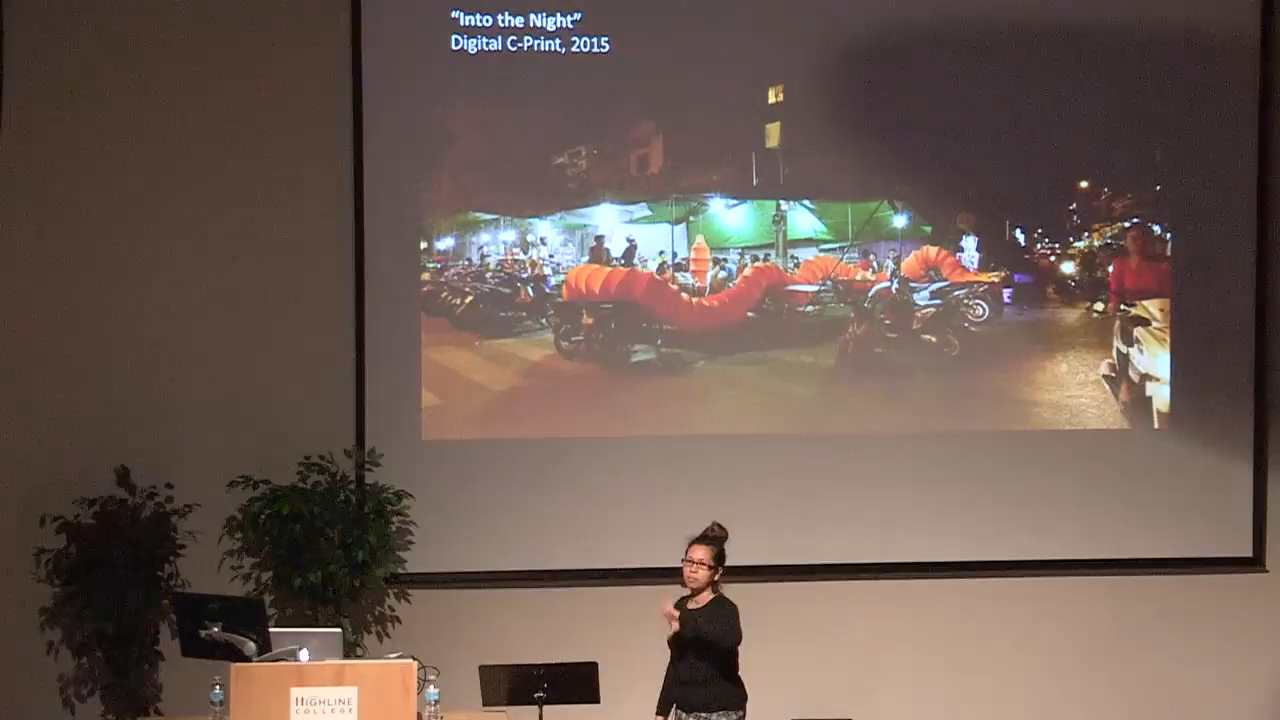 “Into the Night”
Digital C-Print, 2015
HIGHLINE
COLLEGE